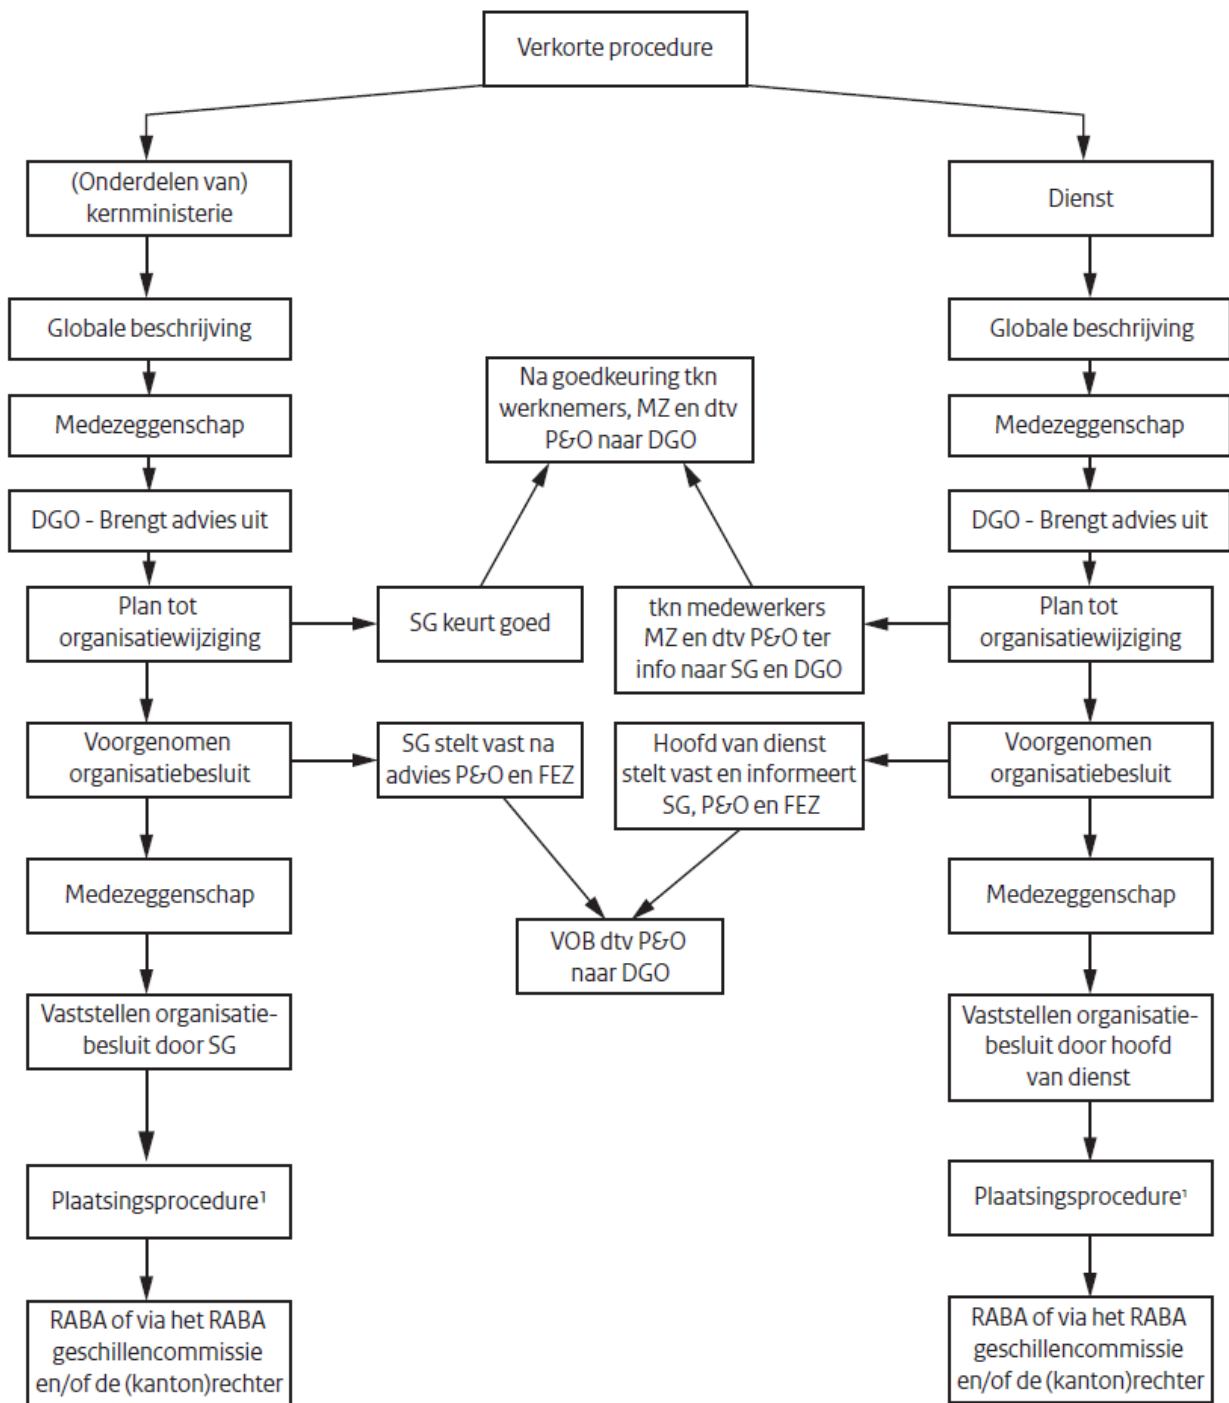 Verkorte procedure
(Onderdelen van)
kernministerie
Globale beschrijving
Medezeggenschap
DGO - Brengt advies uit
Plan tot
organisatiewijziging
Voorgenomen
organisatiebesluit
Medezeggenschap
Vaststellen organisatie-
besluit door SG
Plaatsingsprocedure¹
RABA of via het RABA
geschillencommissie
en/of de (kanton)rechter
Na goedkeuring tkn
werknemers, MZ en dtv
P&O naar DGO
SG keurt goed
tkn medewerkers
MZ en dtv P&O ter
info naar SG en DGO
SG stelt vast na
advies P&O en FEZ
Hoofd van dienst
stelt vast en informeert
SG, P&O en FEZ
VOB dtv P&O
naar DGO
Dienst
Globale beschrijving
Medezeggenschap
DGO - Brengt advies uit
Plan tot
organisatiewijziging
Voorgenomen
organisatiebesluit
Medezeggenschap
Vaststellen organisatie-
besluit door hoofd
van dienst
Plaatsingsprocedure¹
RABA of via het RABA
geschillencommissie
en/of de (kanton)rechter